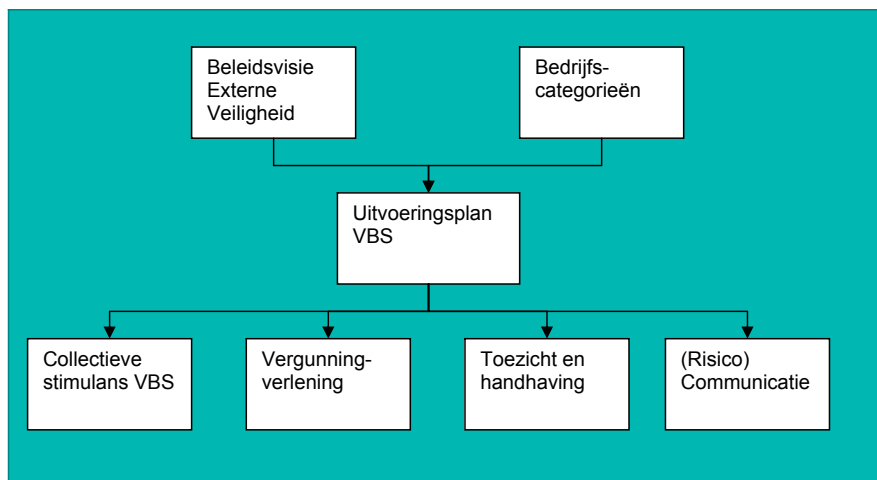 Beleidsvisie
Externe
Veiligheid
Bedrijfs-
categorieën
Uitvoeringsplan
VBS
Collectieve
stimulans VBS
Vergunning-
verlening
Toezicht en
handhaving
(Risico)
Communicatie